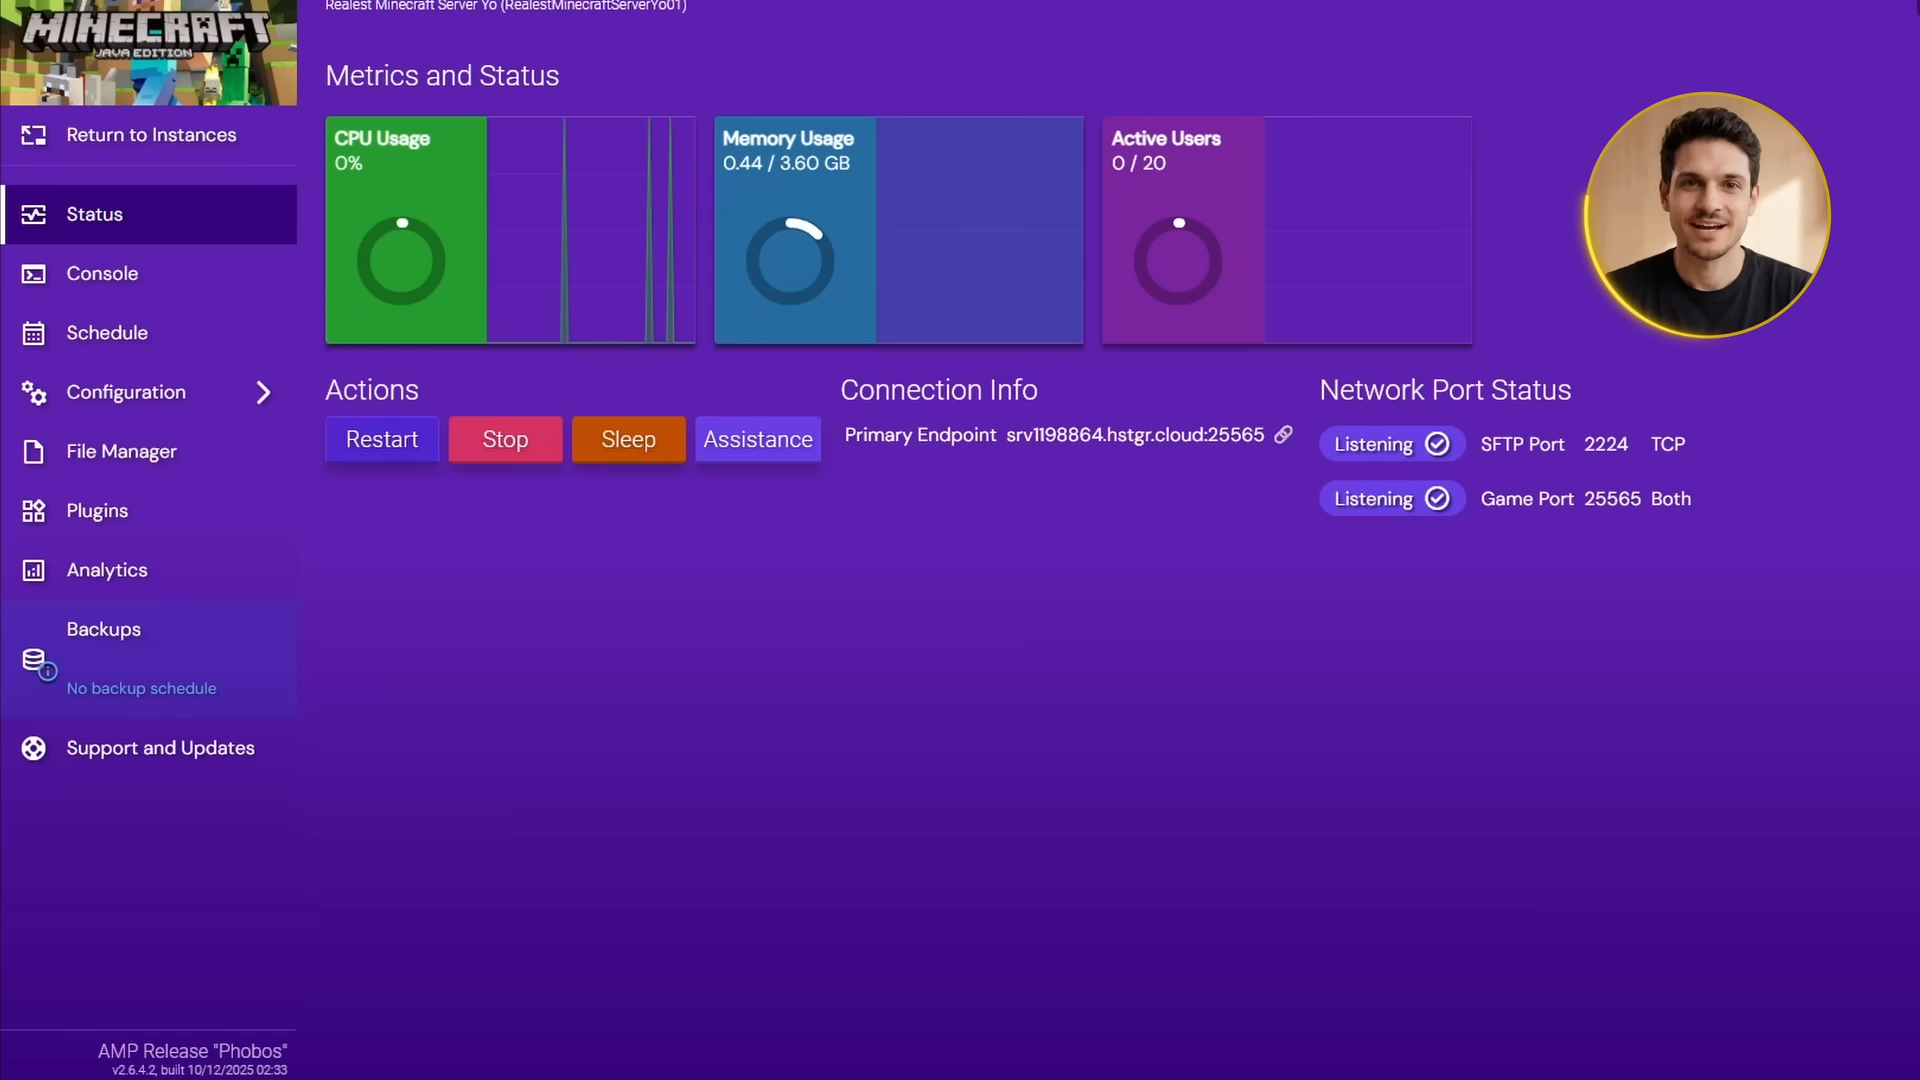 Realest Minecraft Server Yo (RealestMinecraftServerYo01)
MINECRAFT
JAVA EDITION
Return to Instances
Status
Console
Schedule
Configuration
File Manager
Plugins
Analytics
Backups
No backup schedule
Support and Updates
AMP Release "Phobos"
v2.6.4.2, built 10/12/2025 02:33
Metrics and Status
CPU Usage
0%
Memory Usage
0.44 / 3.60 GB
Active Users
0 / 20
Actions
Restart Stop Sleep Assistance
Connection Info
Primary Endpoint srv1198864.hstgr.cloud:25565
Network Port Status
Listening SFTP Port 2224 TCP
Listening Game Port 25565 Both